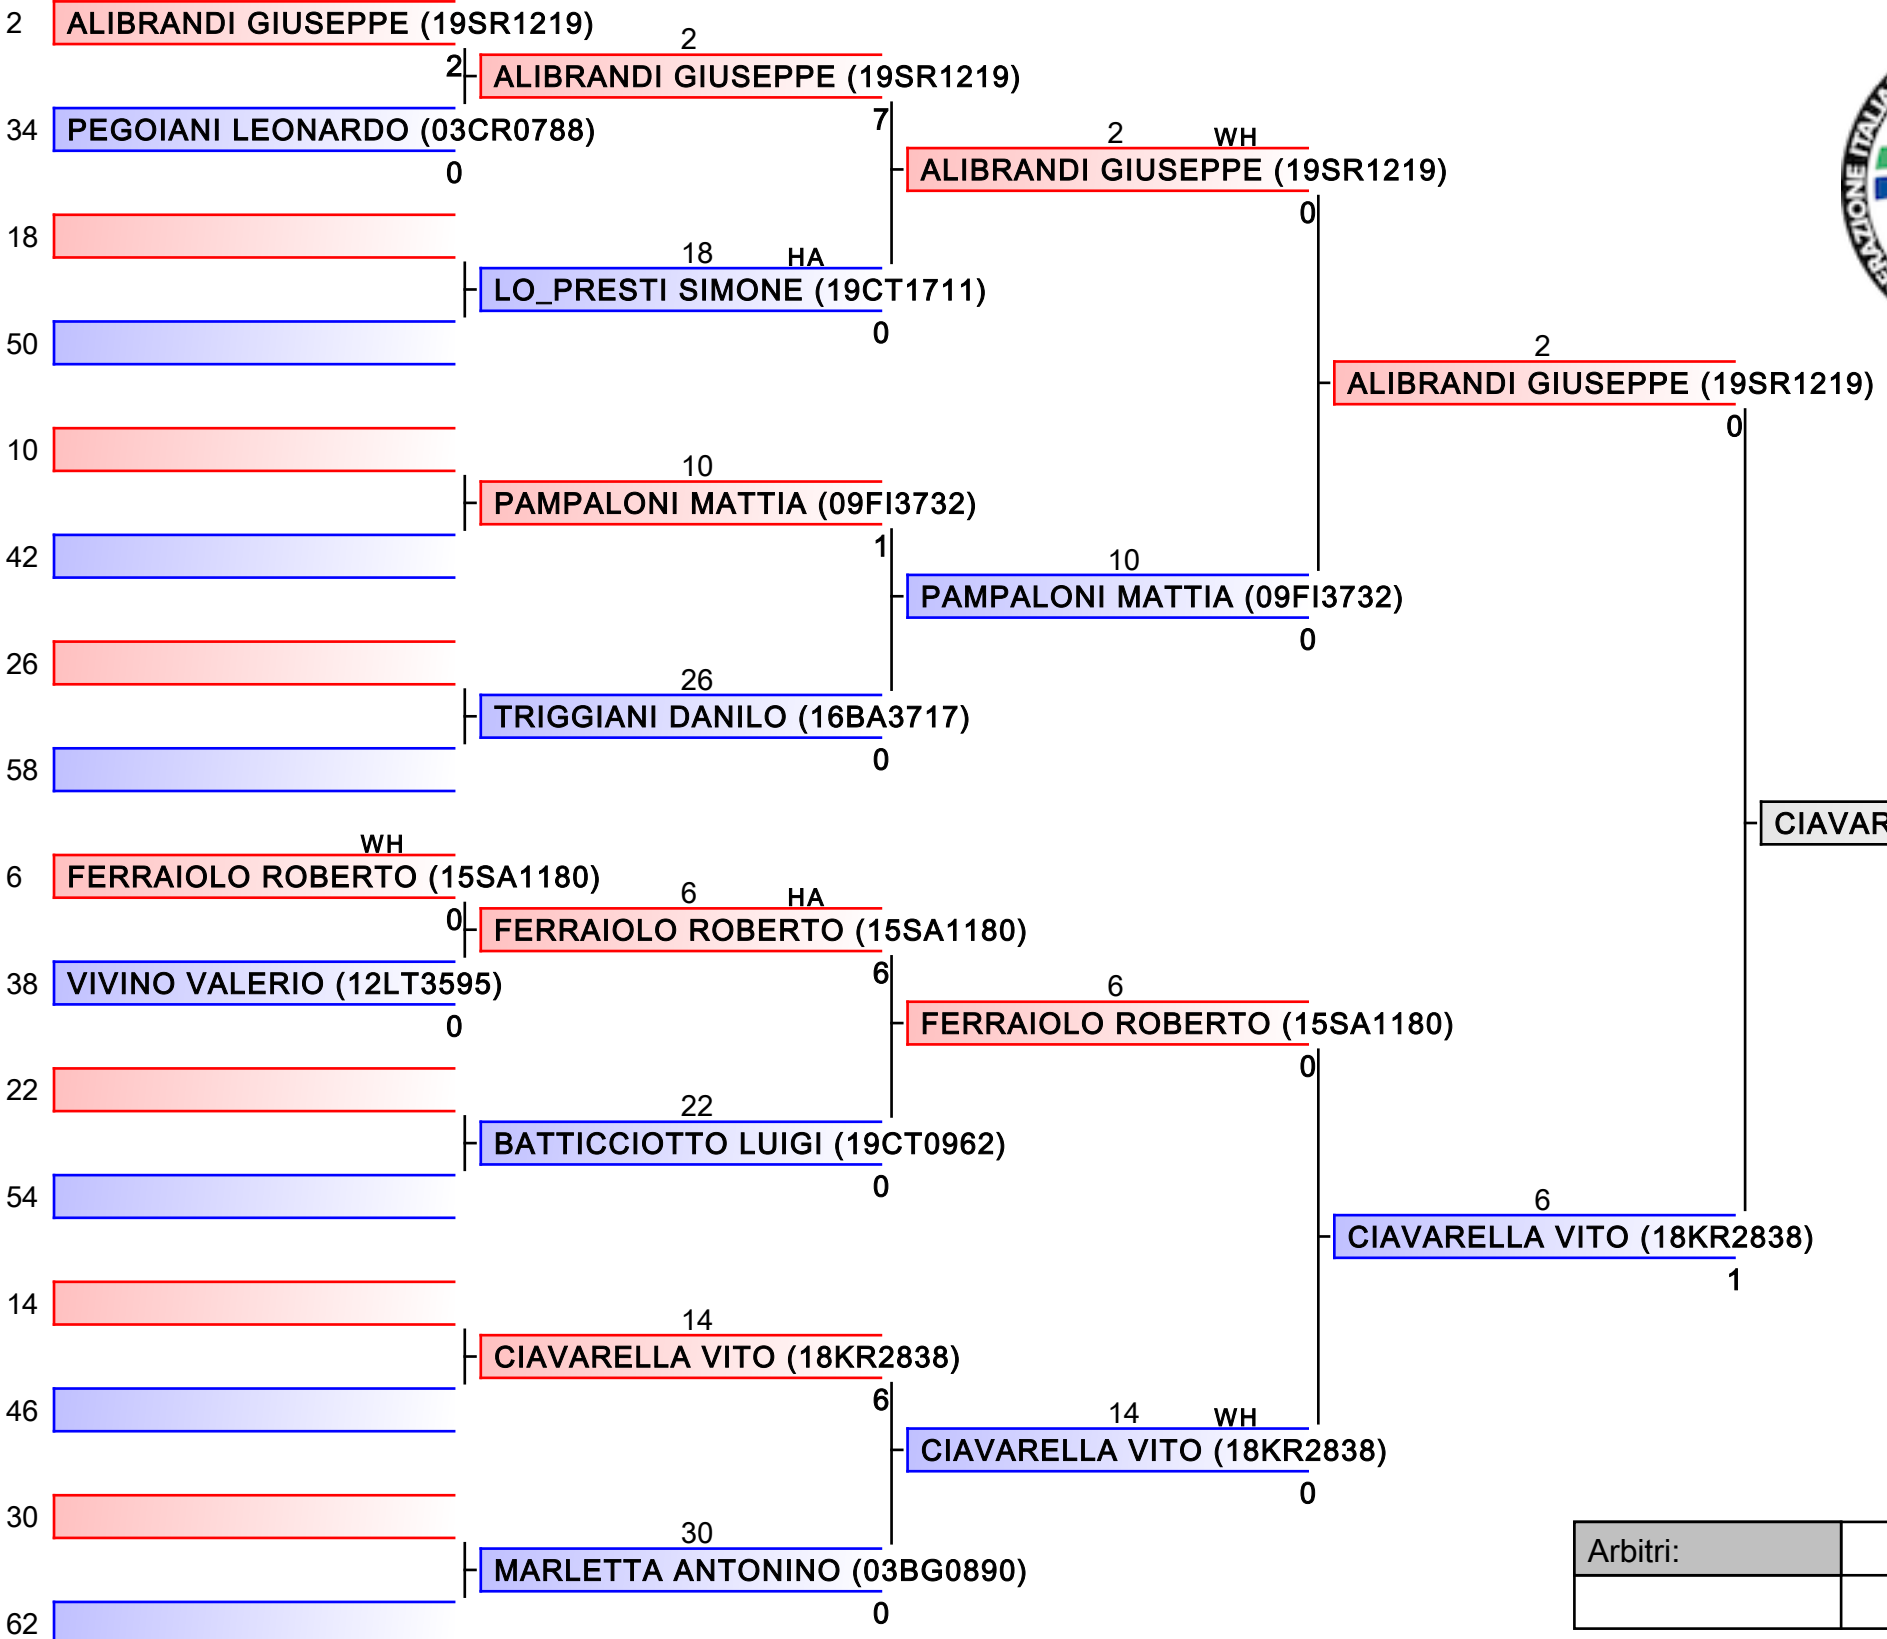 2 ALIBRANDI GIUSEPPE (19SR1219)
2
2
ALIBRANDI GIUSEPPE (19SR1219)
7
34 PEGOIANI LEONARDO (03CR0788)
0
2 WH
ALIBRANDI GIUSEPPE (19SR1219)
0
18
18 HA
LO_PRESTI SIMONE (19CT1711)
0
50
2
ALIBRANDI GIUSEPPE (19SR1219)
0
10
10
PAMPALONI MATTIA (09FI3732)
1
42
10
PAMPALONI MATTIA (09FI3732)
0
26
26
TRIGGIANI DANILO (16BA3717)
0
58
CIAVAR
WH
6 FERRAIOLO ROBERTO (15SA1180)
0
6 HA
FERRAIOLO ROBERTO (15SA1180)
6
38 VIVINO VALERIO (12LT3595)
0
6
FERRAIOLO ROBERTO (15SA1180)
0
22
22
BATTICCIOTTO LUIGI (19CT0962)
0
54
6
CIAVARELLA VITO (18KR2838)
1
14
14
CIAVARELLA VITO (18KR2838)
6
46
14 WH
CIAVARELLA VITO (18KR2838)
0
30
30
MARLETTA ANTONINO (03BG0890)
0
62
Arbitri:
ERAZIONE ITALIA